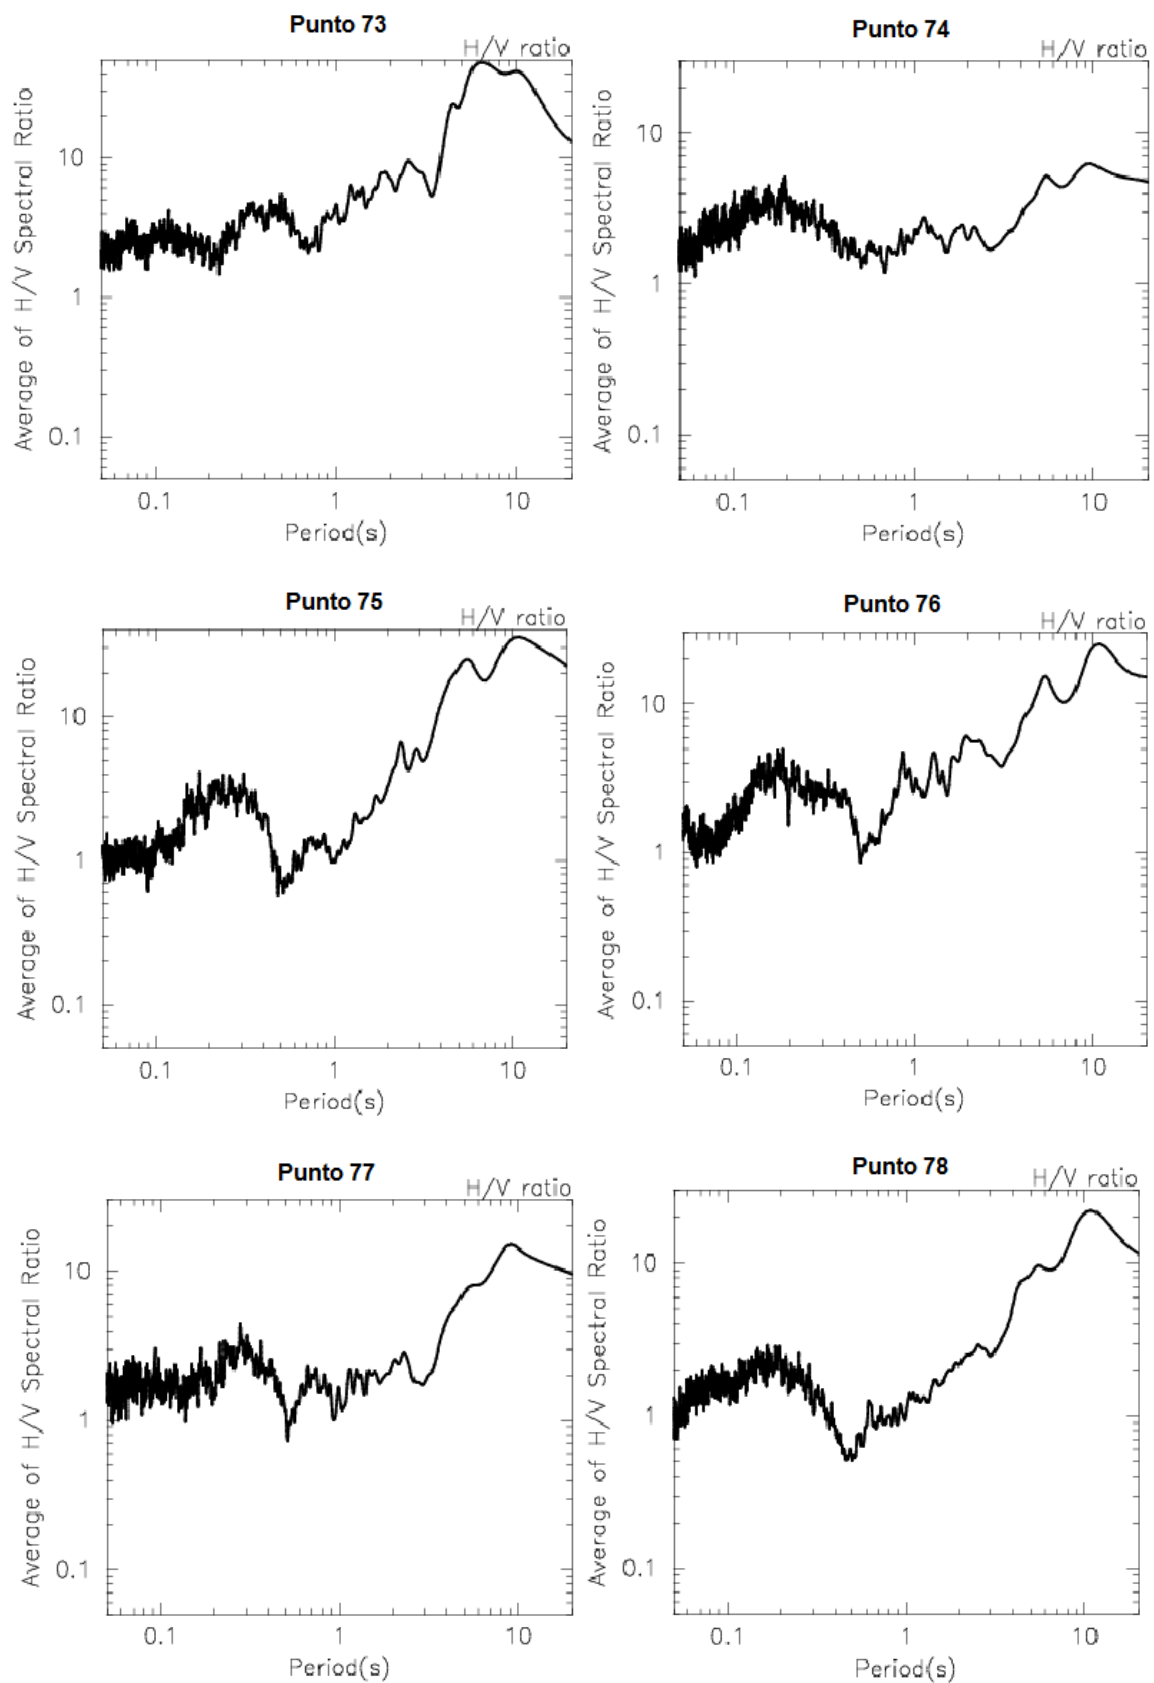 Punto 73
H/V ratio
Average of H/V Spectral Ratio
10
1
0.1
0.1 1 10
Period(s)
Punto 74
H/V ratio
Average of H/V Spectral Ratio
10
1
0.1
0.1 1 10
Period(s)
Punto 75
H/V ratio
Average of H/V Spectral Ratio
10
1
0.1
0.1 1 10
Period(s)
Punto 76
H/V ratio
Average of H/V Spectral Ratio
10
1
0.1
0.1 1 10
Period(s)
Punto 77
H/V ratio
Average of H/V Spectral Ratio
10
1
0.1
0.1 1 10
Period(s)
Punto 78
H/V ratio
Average of H/V Spectral Ratio
10
1
0.1
0.1 1 10
Period(s)